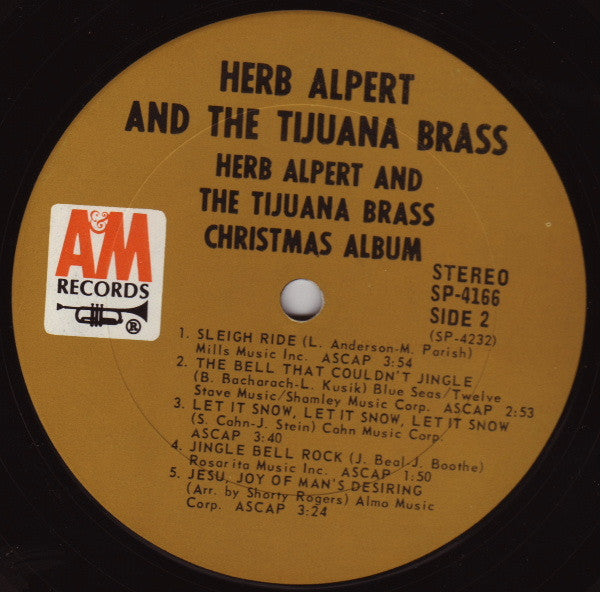 HERB ALPERT
AND THE TIJUANA BRASS
HERB ALPERT AND
THE TIJUANA BRASS
CHRISTMAS ALBUM
A&M
RECORDS
®
STEREO
SP-4166
SIDE 2
(SP-4232)
1. SLEIGH RIDE (L. Anderson-M. Parish)
Mills Music Inc. ASCAP 3:54
2. THE BELL THAT COULDN'T JINGLE
(B. Bacharach-L. Kusik) Blue Seas/Twelve
Stave Music/Shamley Music Corp. ASCAP 2:53
3. LET IT SNOW, LET IT SNOW, LET IT SNOW
(S. Cahn-J. Stein) Cahn Music Corp.
ASCAP 3:40
4. JINGLE BELL ROCK (J. Beal-J. Boothe)
Rosarita Music Inc. ASCAP 1:50
5. JESU, JOY OF MAN'S DESIRING
(Arr. by Shorty Rogers) Almo Music
Corp. ASCAP 3:24